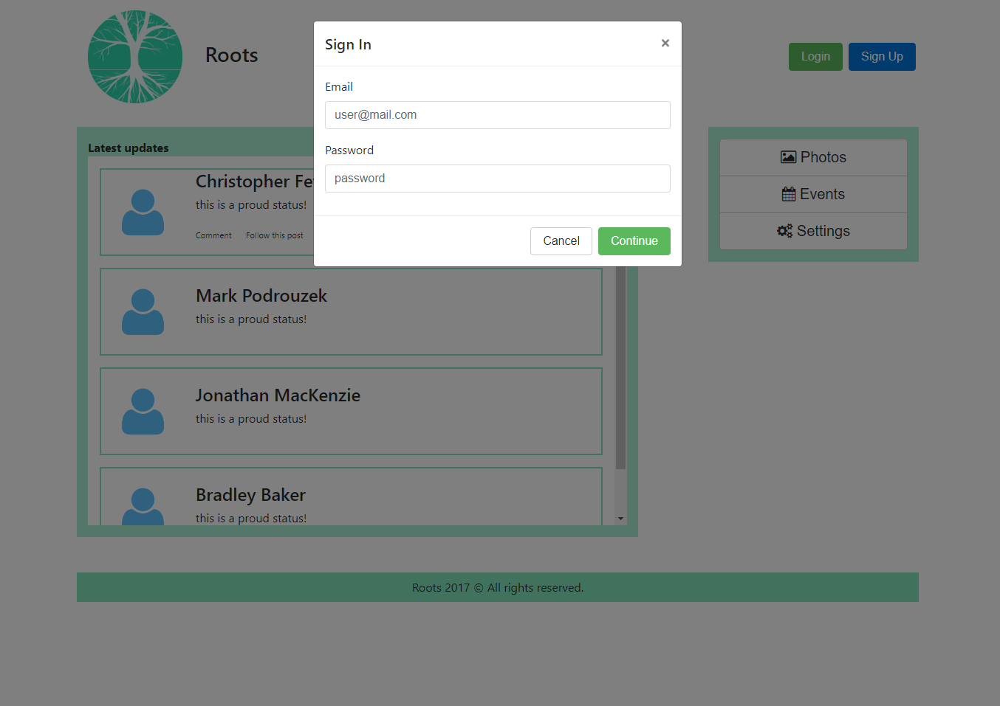 Roots
Login
Sign Up
Sign In
×
Email
user@mail.com
Password
password
Cancel
Continue
Latest updates
Christopher
this is a proud status!
Comment Follow this post
Mark Podrouzek
this is a proud status!
Jonathan MacKenzie
this is a proud status!
Bradley Baker
this is a proud status!
Photos
Events
Settings
Roots 2017 © All rights reserved.